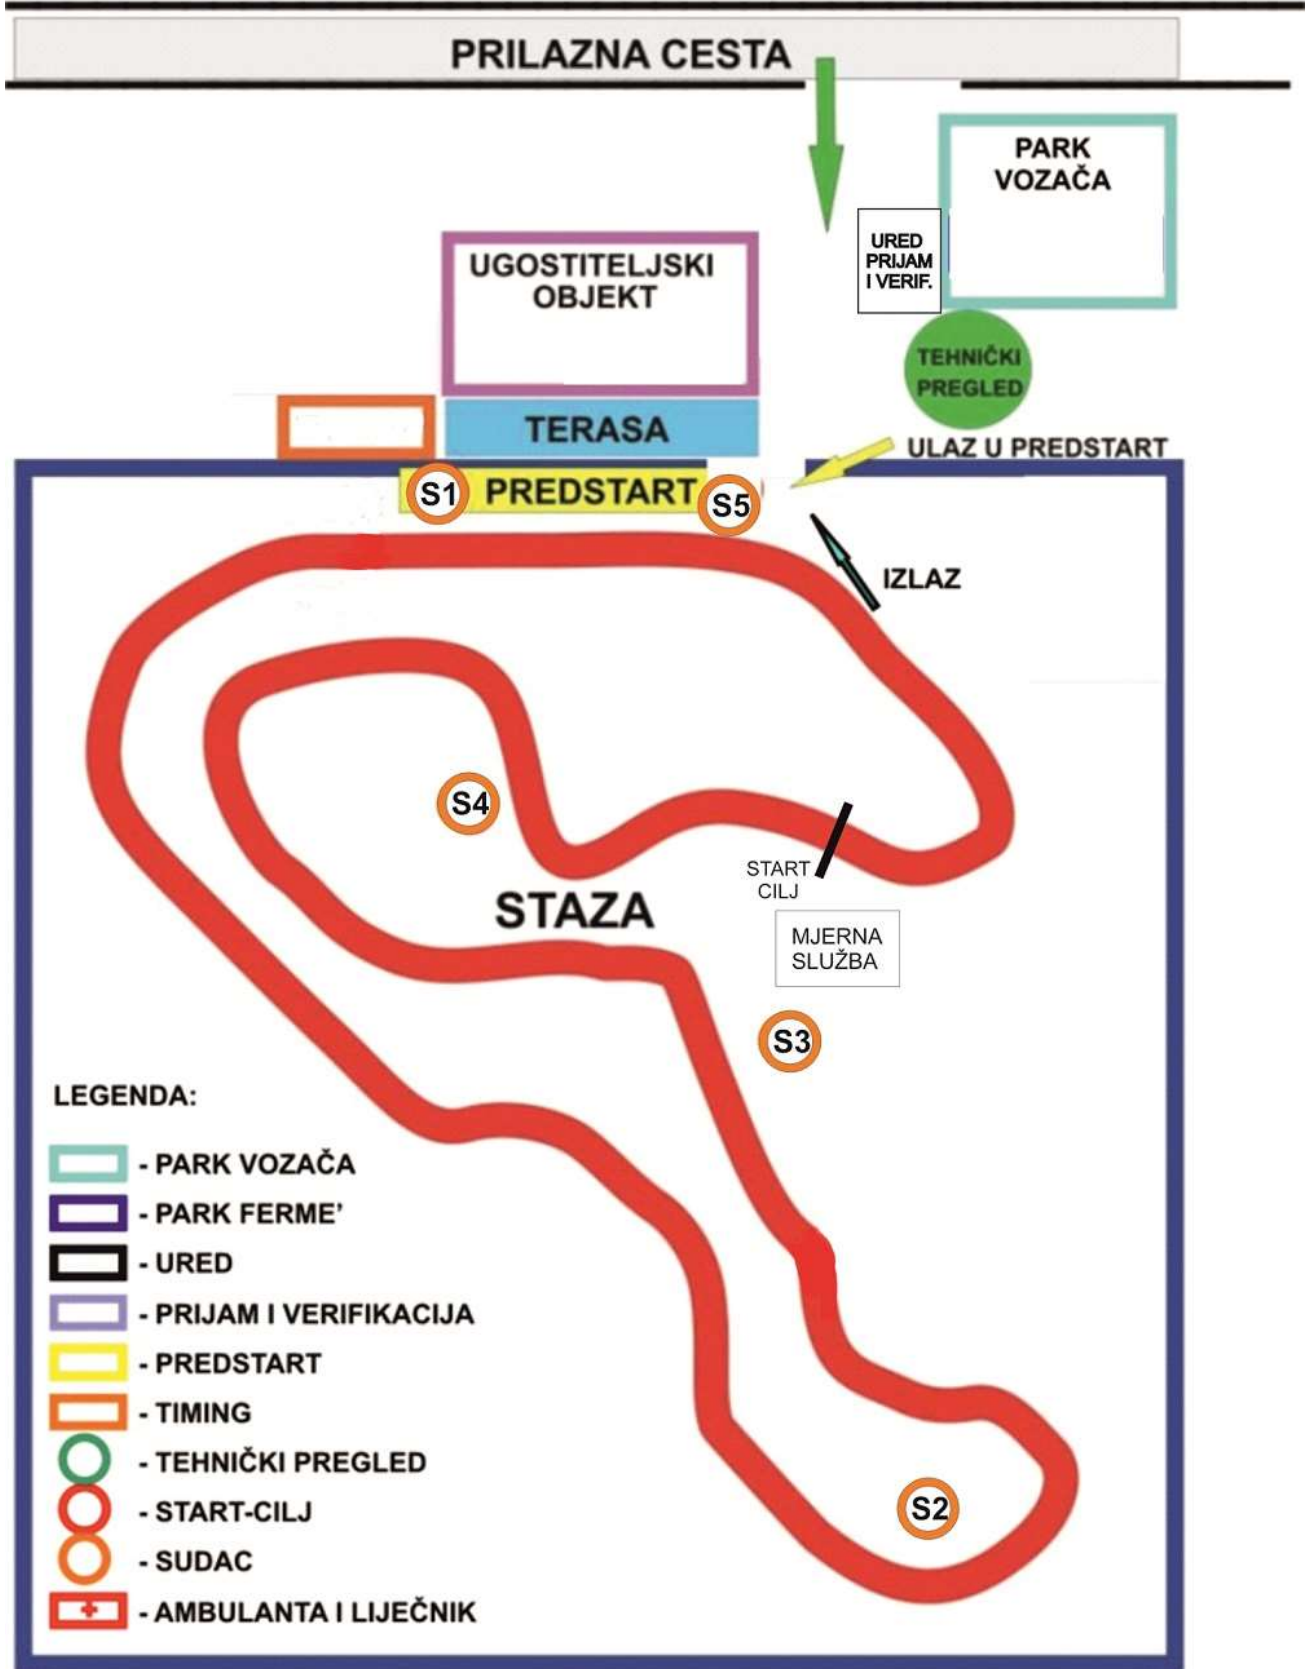 PRILAZNA CESTA
PARK
VOZAČA
URED
PRIJAM
I VERIF.
UGOSTITELJSKI
OBJEKT
TEHNIČKI
PREGLED
TERASA
ULAZ U PREDSTART
S1
PREDSTART
S5
IZLAZ
S4
START
CILJ
STAZA
MJERNA
SLUŽBA
S3
LEGENDA:
- PARK VOZAČA
- PARK FERME'
- URED
- PRIJAM I VERIFIKACIJA
- PREDSTART
- TIMING
- TEHNIČKI PREGLED
- START-CILJ
- SUDAC
- AMBULANTA I LIJEČNIK
S2